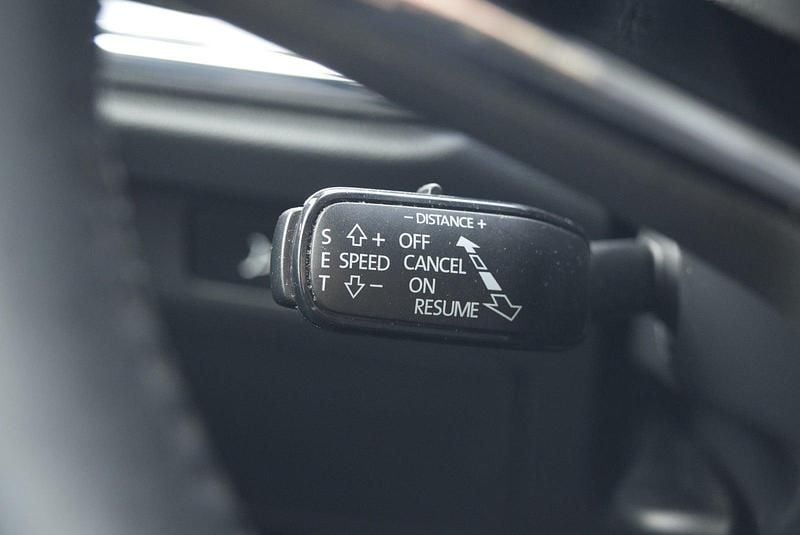 - DISTANCE +
S + OFF
E SPEED CANCEL
T - ON
RESUME